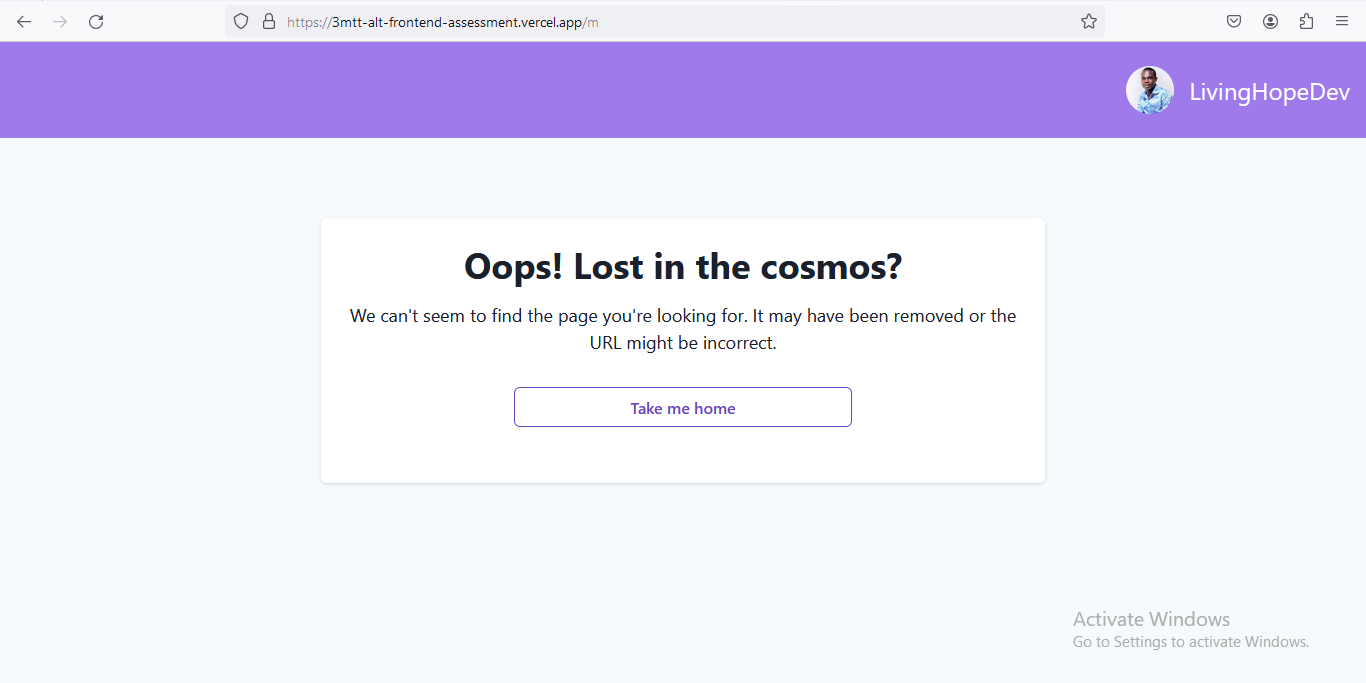 https://3mtt-alt-frontend-assessment.vercel.app/m
LivingHopeDev
Oops! Lost in the cosmos?
We can't seem to find the page you're looking for. It may have been removed or the
URL might be incorrect.
Take me home
Activate Windows
Go to Settings to activate Windows.